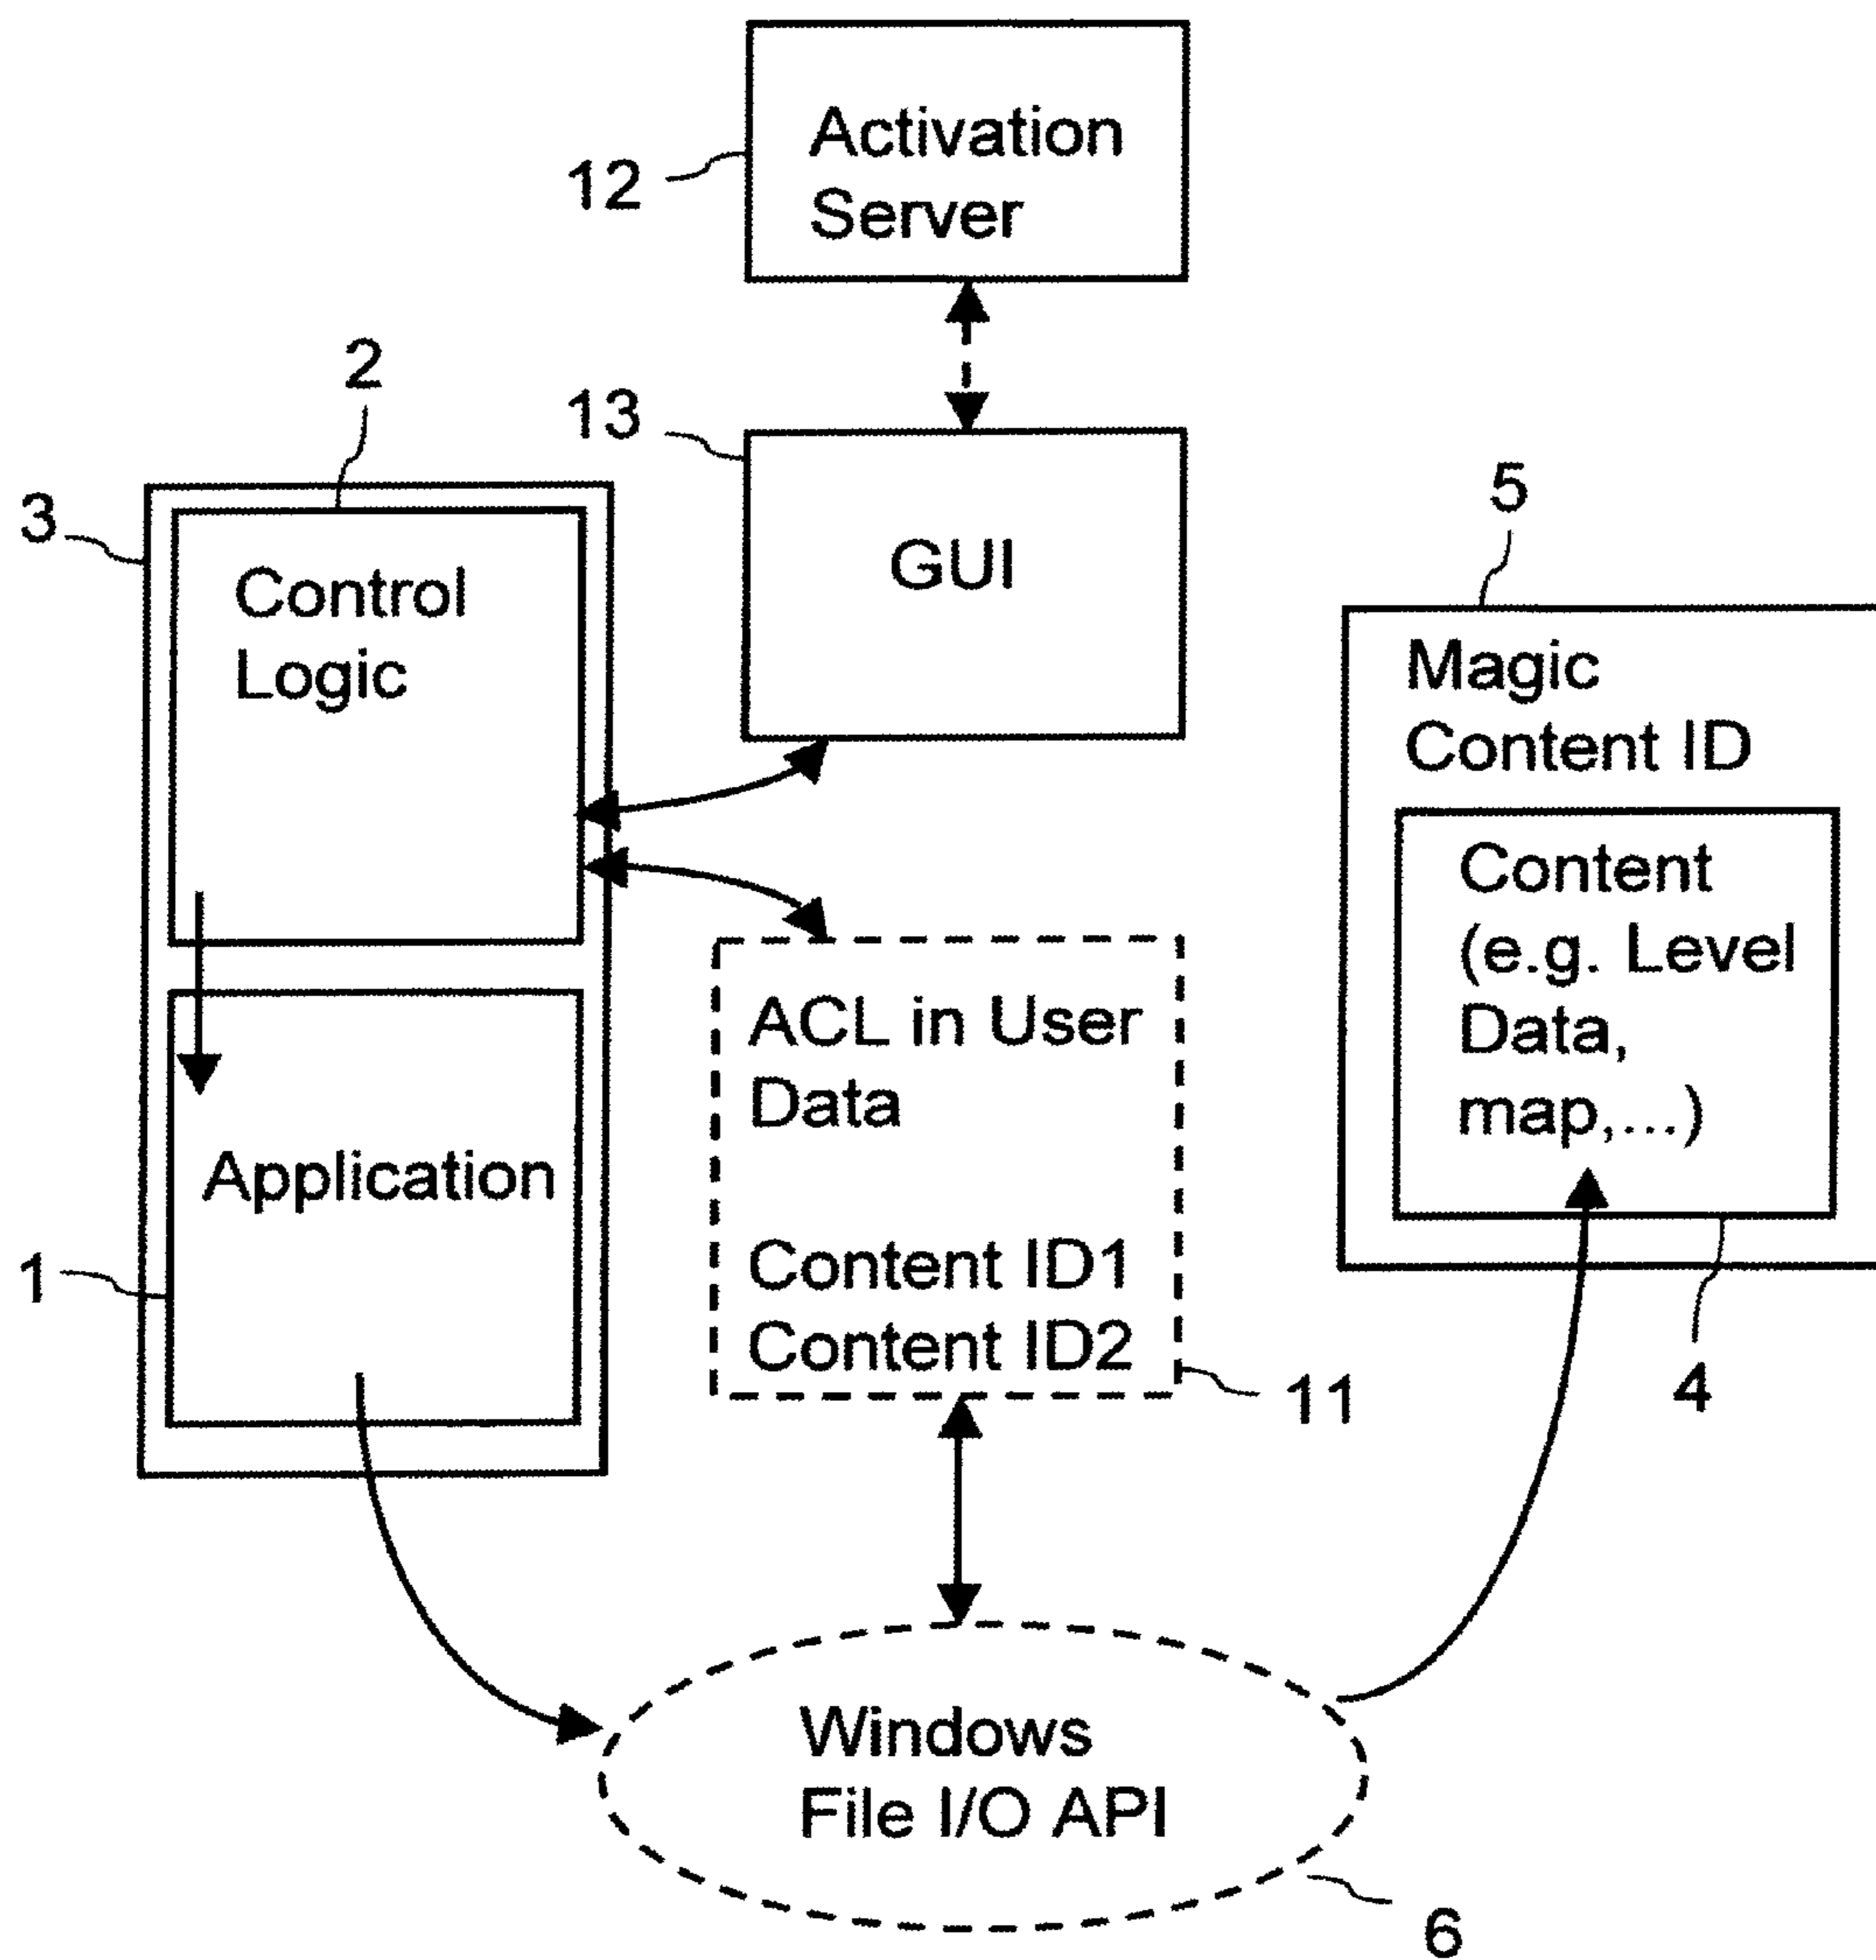 Activation
Server
12
2
13
3
5
Control
Logic
GUI
Magic
Content ID
Content
(e.g. Level
Data,
map,...)
ACL in User
Data
Application
Content ID1
Content ID2
1
11
4
Windows
File I/O API
6